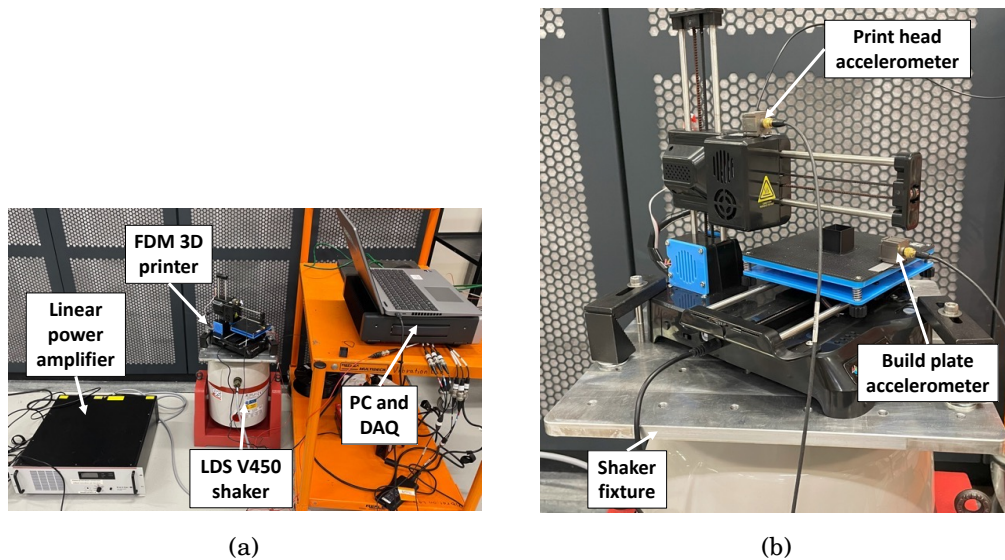 FDM 3D
printer
Linear
power
amplifier
PC and
DAQ
LDS V450
shaker
(a)
Print head
accelerometer
Build plate
accelerometer
Shaker
fixture
(b)